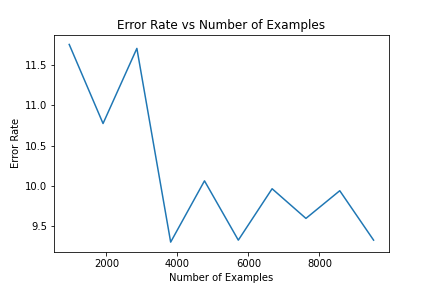 Error Rate vs Number of Examples
11.5
11.0
10.5
10.0
9.5
Error Rate
2000 4000 6000 8000
Number of Examples